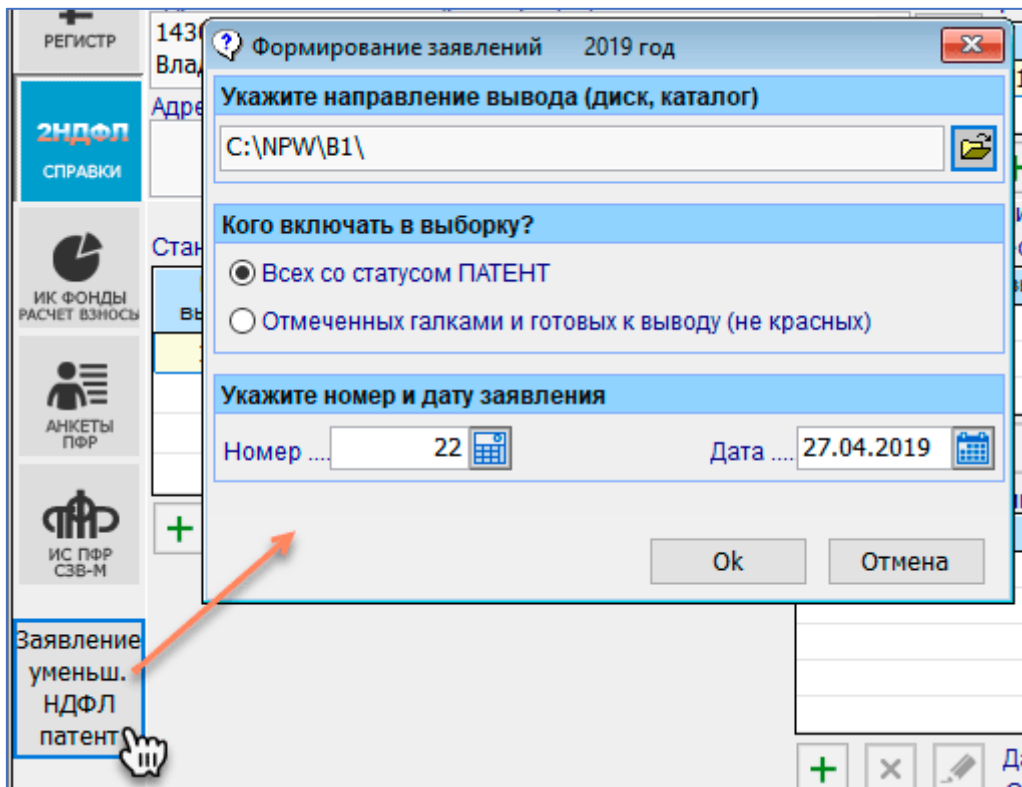 РЕГИСТР
2НДФЛ
СПРАВКИ
ИК ФОНДЫ
РАСЧЕТ ВЗНОСЫ
АНКЕТЫ
ПФР
ИС ПФР
СЗВ-М
Заявление
уменьш.
НДФЛ
патент
Формирование заявлений 2019 год
Укажите направление вывода (диск, каталог)
C:\NPW\B1\
Кого включать в выборку?
Всех со статусом ПАТЕНТ
Отмеченных галками и готовых к выводу (не красных)
Укажите номер и дату заявления
Номер .... 22
Дата .... 27.04.2019
Ok
Отмена